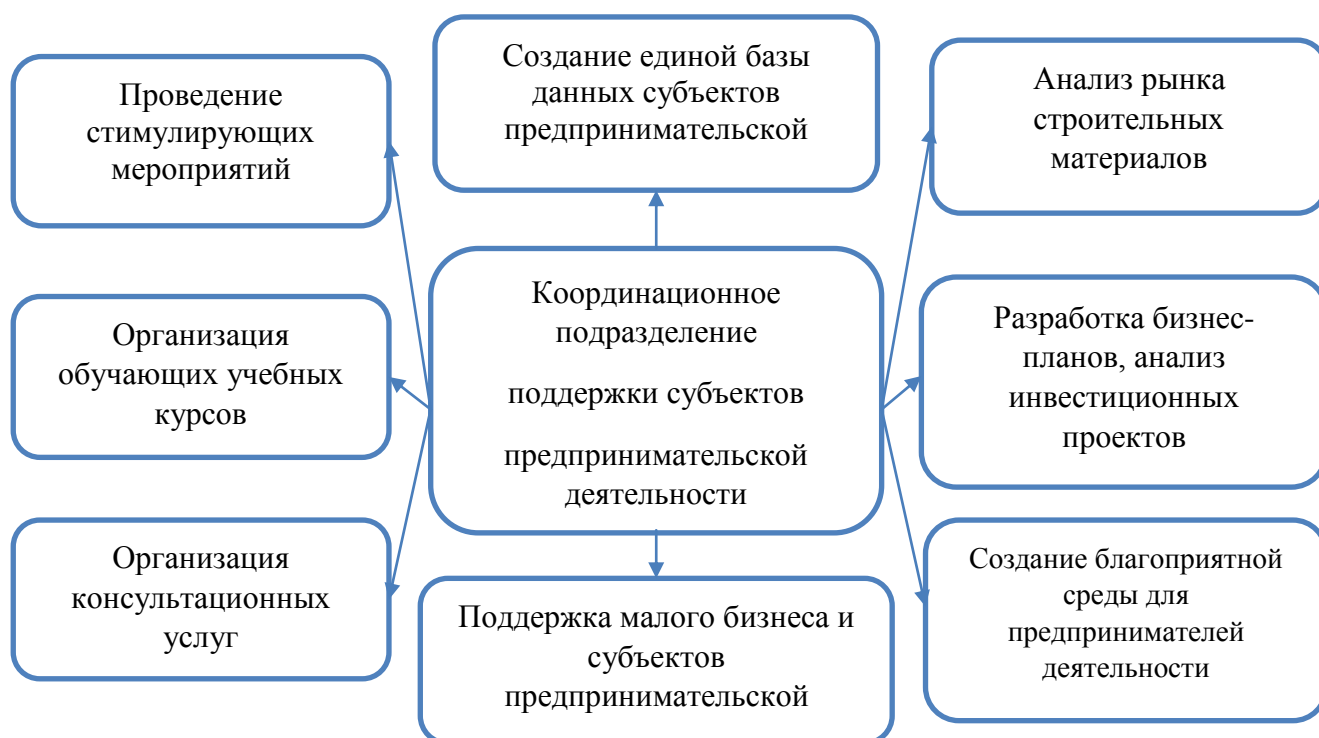 Проведение
стимулирующих
мероприятий
Создание единой базы
данных субъектов
предпринимательской
Анализ рынка
строительных
материалов
Организация
обучающих учебных
курсов
Координационное
подразделение
поддержки субъектов
предпринимательской
деятельности
Разработка бизнес-
планов, анализ
инвестиционных
проектов
Организация
консультационных
услуг
Поддержка малого бизнеса и
субъектов
предпринимательской
Создание благоприятной
среды для
предпринимателей
деятельности